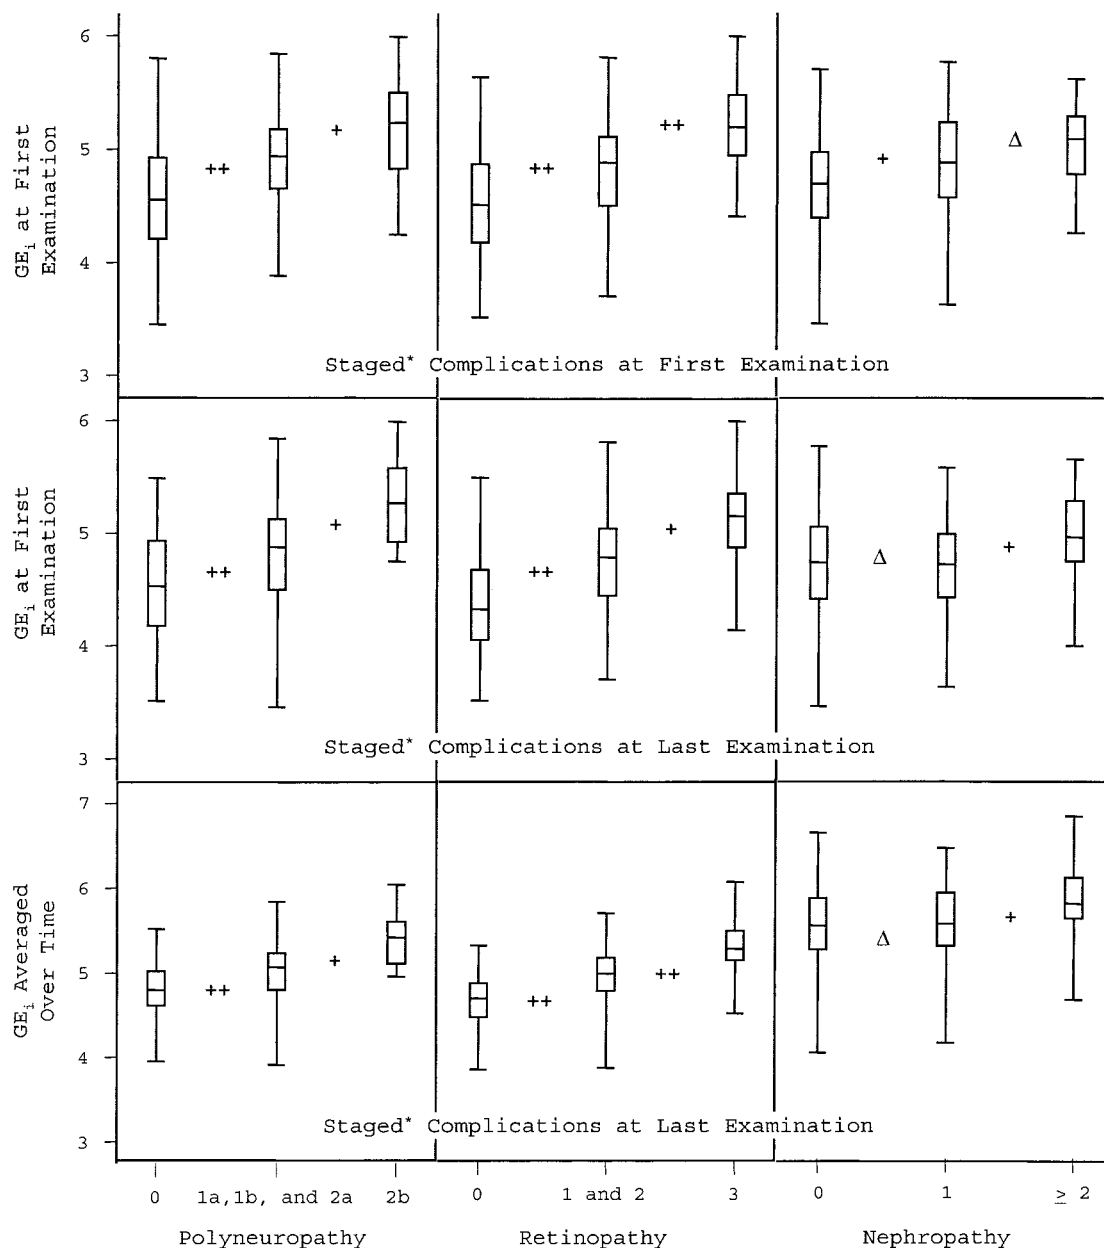 6
5
4
3
GEi at First
Examination
++
+
++
++
+
Δ
Staged* Complications at First Examination
6
5
4
3
GEi at First
Examination
++
+
++
+
Δ
+
Staged* Complications at Last Examination
7
6
5
4
3
GEi Averaged
Over Time
++
+
++
++
Δ
+
Staged* Complications at Last Examination
0 1a,1b, and 2a 2b 0 1 and 2 3 0 1 ≥ 2
Polyneuropathy Retinopathy Nephropathy